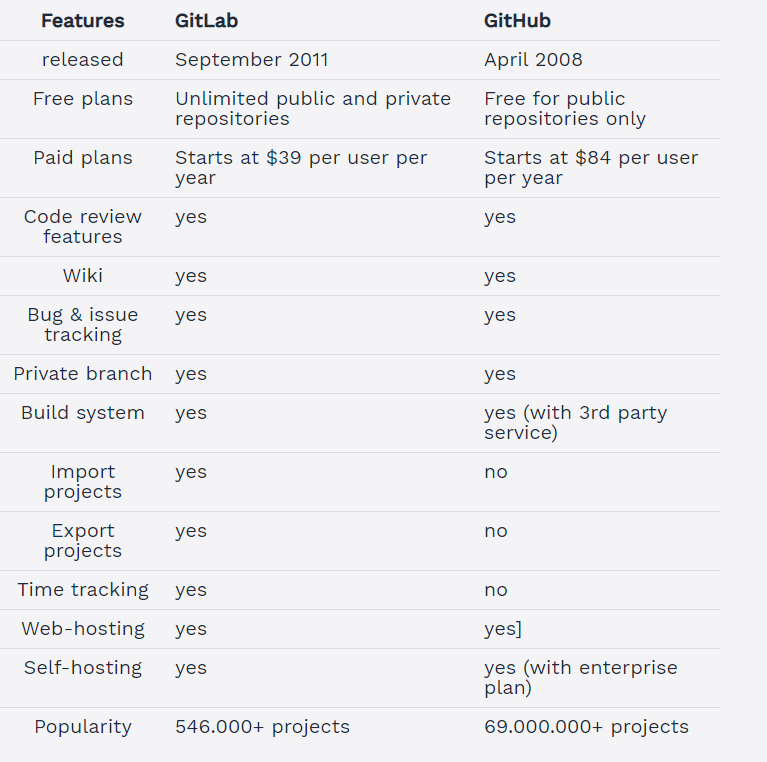 Features GitLab GitHub
released September 2011 April 2008
Free plans Unlimited public and private Free for public
repositories repositories only
Paid plans Starts at $39 per user per Starts at $84 per user
year per year
Code review yes yes
features
Wiki yes yes
Bug & issue yes yes
tracking
Private branch yes yes
Build system yes yes (with 3rd party
service)
Import yes no
projects
Export yes no
projects
Time tracking yes no
Web-hosting yes yes]
Self-hosting yes yes (with enterprise
plan)
Popularity 546.000+ projects 69.000.000+ projects